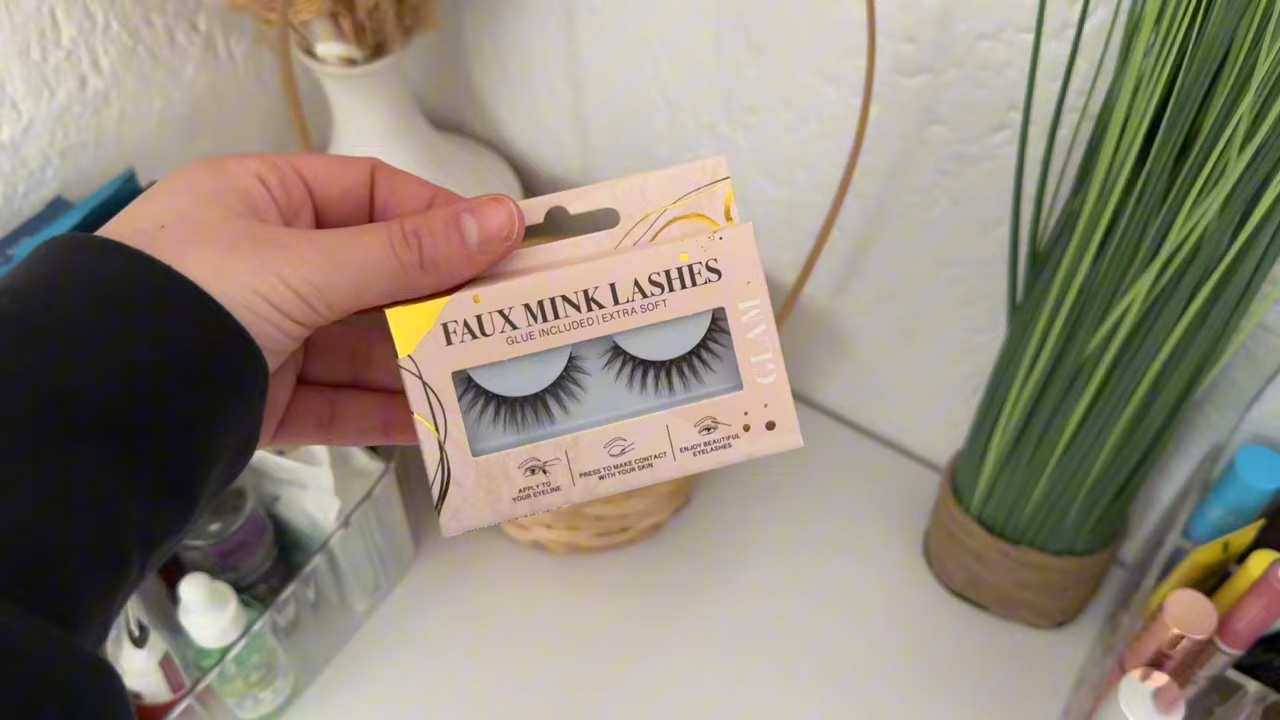 FAUX MINK LASHES
GLUE INCLUDED | EXTRA SOFT
GLAM
APPLY TO
YOUR EYELINE
PRESS TO MAKE CONTACT
WITH YOUR SKIN
ENJOY BEAUTIFUL
EYELASHES